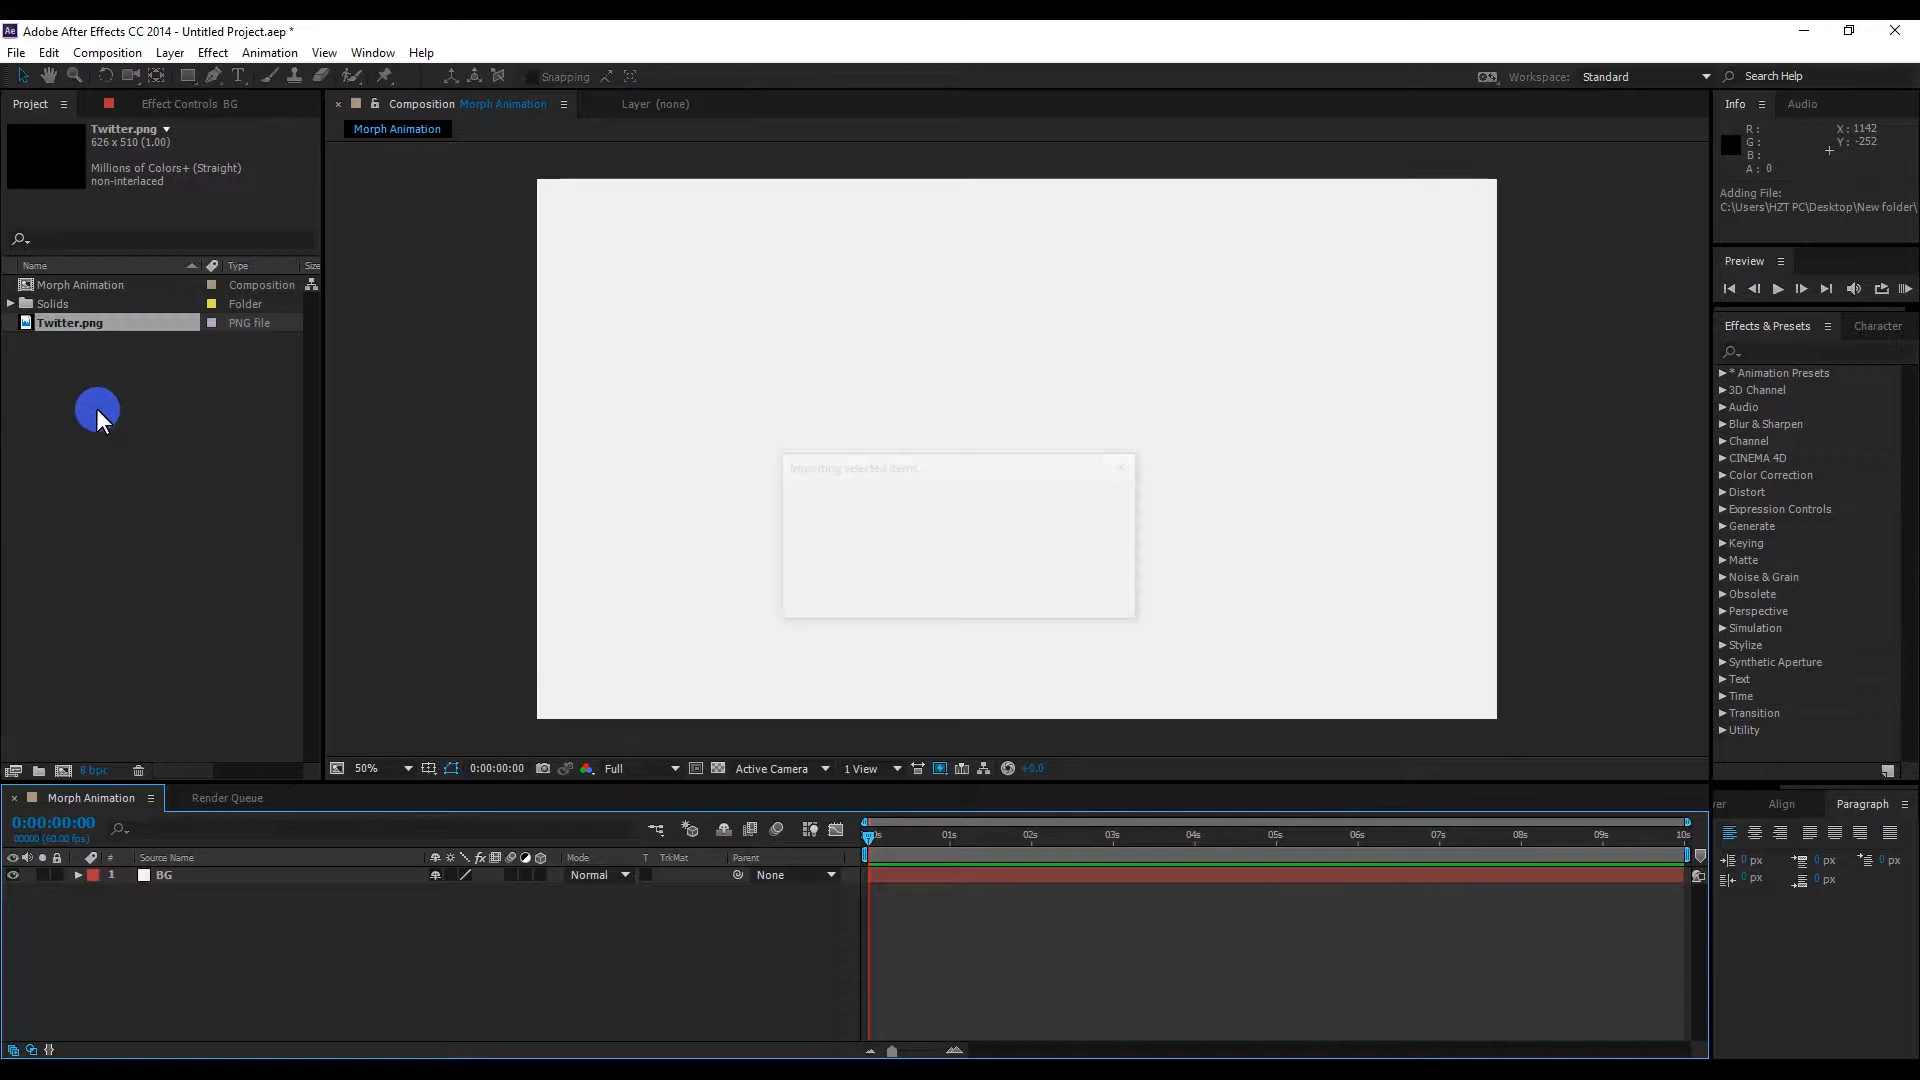 Adobe After Effects CC 2014 - Untitled Project.aep *
File Edit Composition Layer Effect Animation View Window Help
Snapping
Workspace: Standard
Search Help
Project
Effect Controls BG
Twitter.png
626 x 510 (1.00)
Millions of Colors+ (Straight)
non-interlaced
Name Type Size
Morph Animation Composition
Solids Folder
Twitter.png PNG file
8 bpc
Composition Morph Animation
Layer (none)
Morph Animation
Importing selected items
50% 0:00:00:00 Full Active Camera 1 View +0.0
Info Audio
R : X : 1142
G : Y : -252
B :
A : 0
Adding File:
C:\Users\HZT PC\Desktop\New folder\
Preview
Effects & Presets Character
* Animation Presets
3D Channel
Audio
Blur & Sharpen
Channel
CINEMA 4D
Color Correction
Distort
Expression Controls
Generate
Keying
Matte
Noise & Grain
Obsolete
Perspective
Simulation
Stylize
Synthetic Aperture
Text
Time
Transition
Utility
Morph Animation Render Queue
0:00:00:00
00000 (60.00 fps)
01s 02s 03s 04s 05s 06s 07s 08s 09s 10s
# Source Name fx Mode T TrkMat Parent
1 BG Normal None
Align Paragraph
0 px 0 px 0 px
0 px 0 px